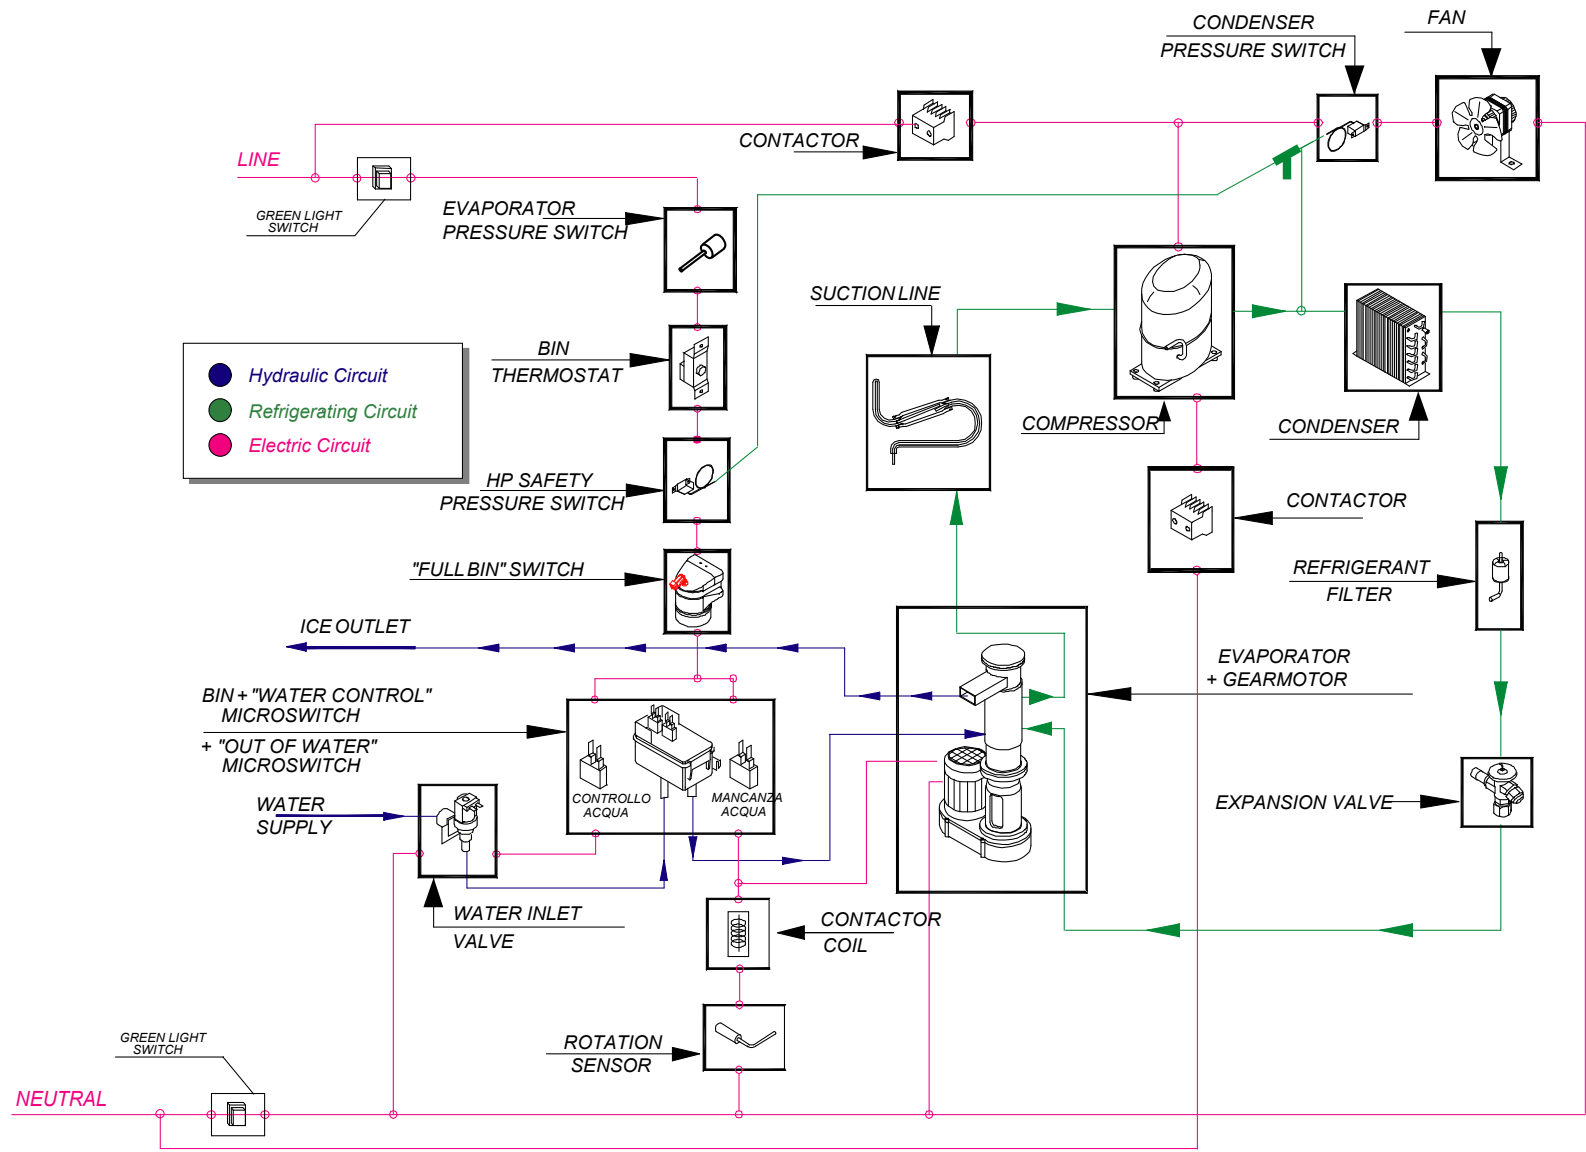 CONDENSER
PRESSURE SWITCH
FAN
CONTACTOR
LINE
GREEN LIGHT
SWITCH
EVAPORATOR
PRESSURE SWITCH
SUCTION LINE
BIN
THERMOSTAT
Hydraulic Circuit
Refrigerating Circuit
Electric Circuit
COMPRESSOR
CONDENSER
HP SAFETY
PRESSURE SWITCH
CONTACTOR
"FULL BIN" SWITCH
REFRIGERANT
FILTER
ICE OUTLET
EVAPORATOR
+ GEARMOTOR
BIN + "WATER CONTROL"
MICROSWITCH
+ "OUT OF WATER"
MICROSWITCH
CONTROLLO
ACQUA
MANCANZA
ACQUA
WATER
SUPPLY
EXPANSION VALVE
WATER INLET
VALVE
CONTACTOR
COIL
ROTATION
SENSOR
GREEN LIGHT
SWITCH
NEUTRAL